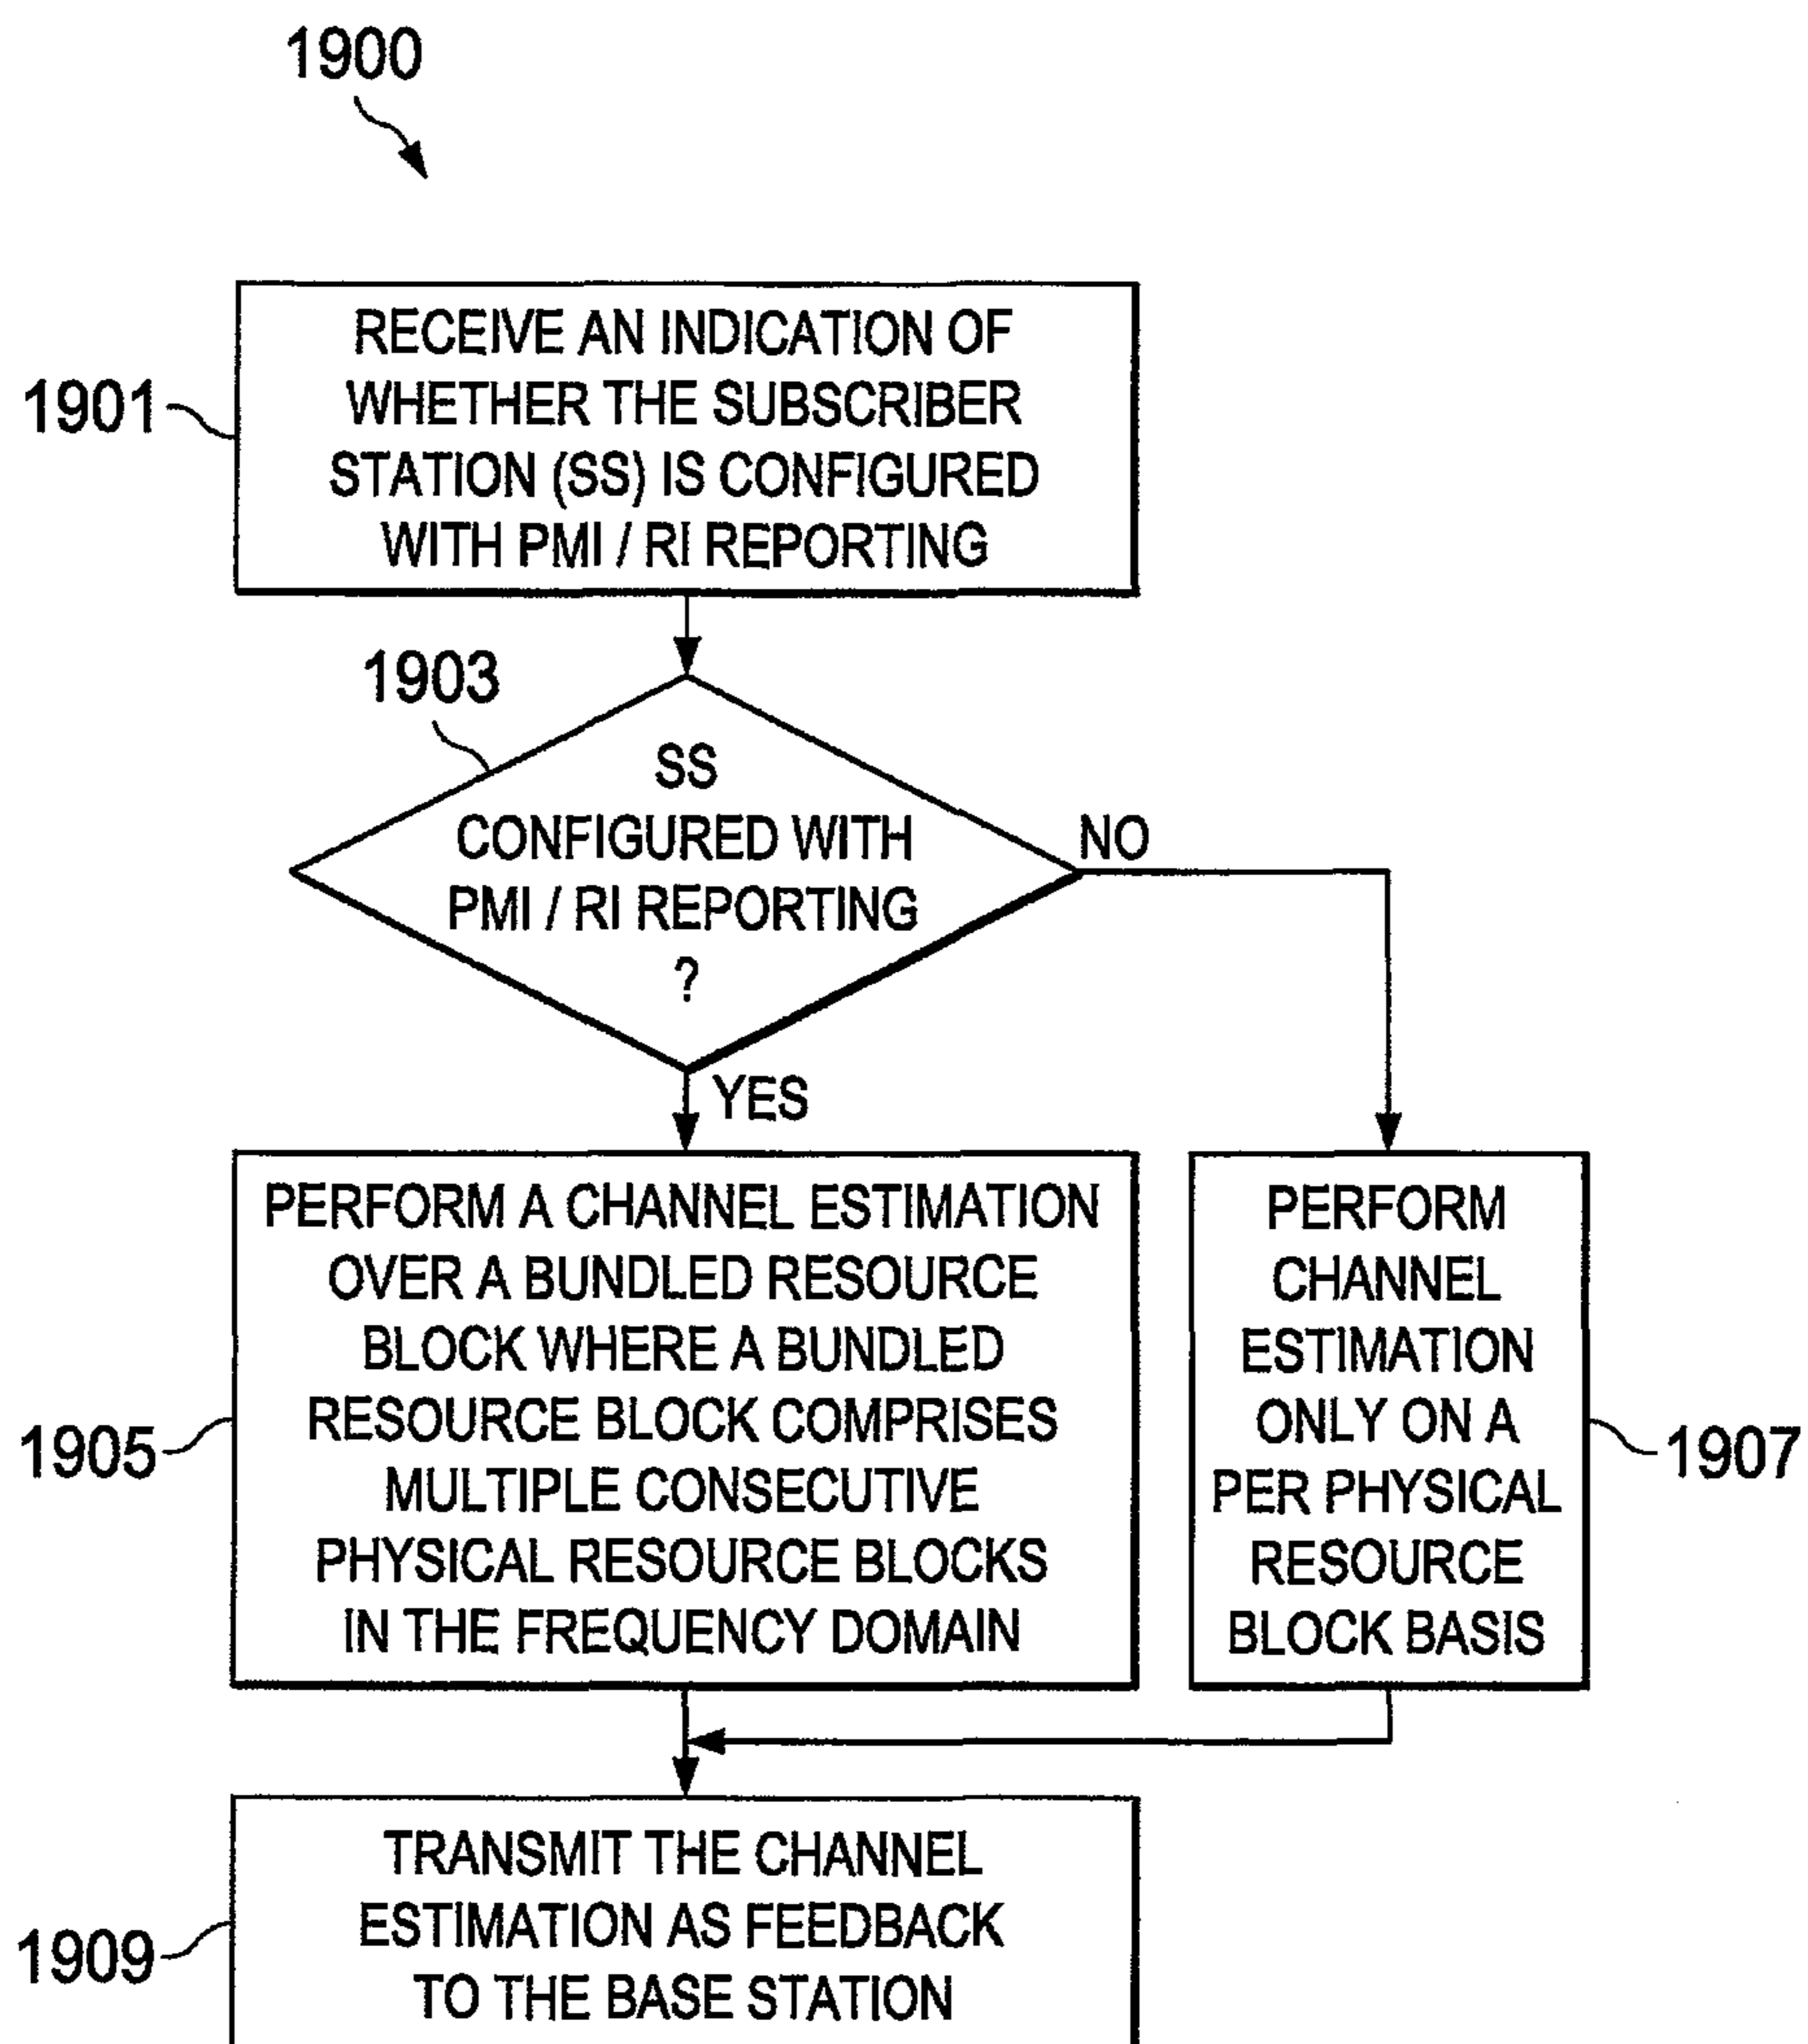 1900
1901
RECEIVE AN INDICATION OF
WHETHER THE SUBSCRIBER
STATION (SS) IS CONFIGURED
WITH PMI / RI REPORTING
1903
SS
CONFIGURED WITH
PMI / RI REPORTING
?
NO
YES
1905
PERFORM A CHANNEL ESTIMATION
OVER A BUNDLED RESOURCE
BLOCK WHERE A BUNDLED
RESOURCE BLOCK COMPRISES
MULTIPLE CONSECUTIVE
PHYSICAL RESOURCE BLOCKS
IN THE FREQUENCY DOMAIN
PERFORM
CHANNEL
ESTIMATION
ONLY ON A
PER PHYSICAL
RESOURCE
BLOCK BASIS
1907
1909
TRANSMIT THE CHANNEL
ESTIMATION AS FEEDBACK
TO THE BASE STATION